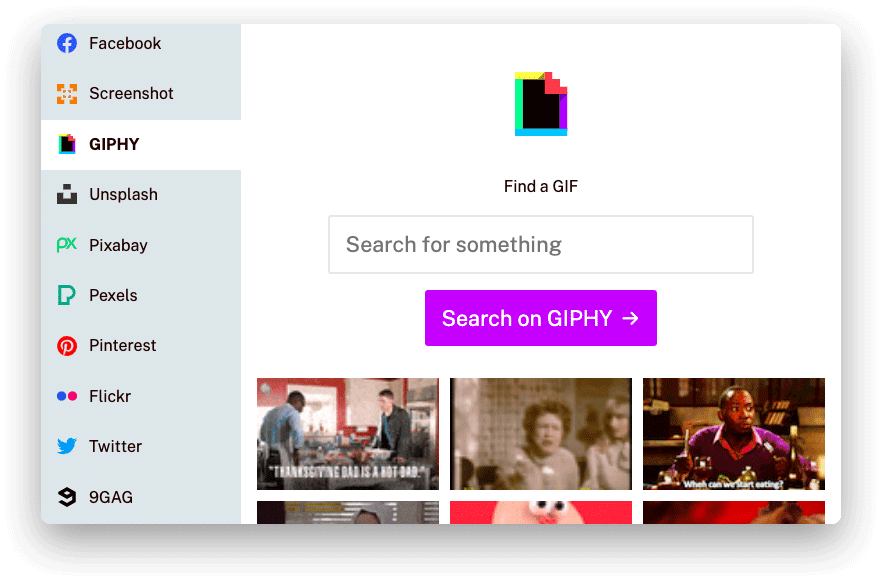 Facebook
Screenshot
GIPHY
Unsplash
Pixabay
Pexels
Pinterest
Flickr
Twitter
9GAG
Find a GIF
Search for something
Search on GIPHY →
"THANKSGIVING DAD IS A HOT DAD."
When can we start eating?